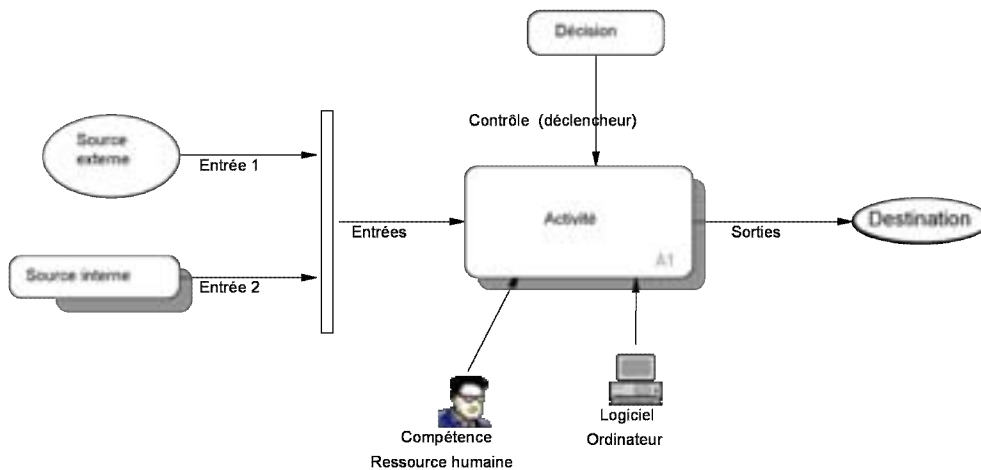 Décision
Contrôle (déclencheur)
Source
externe
Entrée 1
Activité
Entrées
Sorties
Destination
A1
Source interne
Entrée 2
Compétence
Ressource humaine
Logiciel
Ordinateur